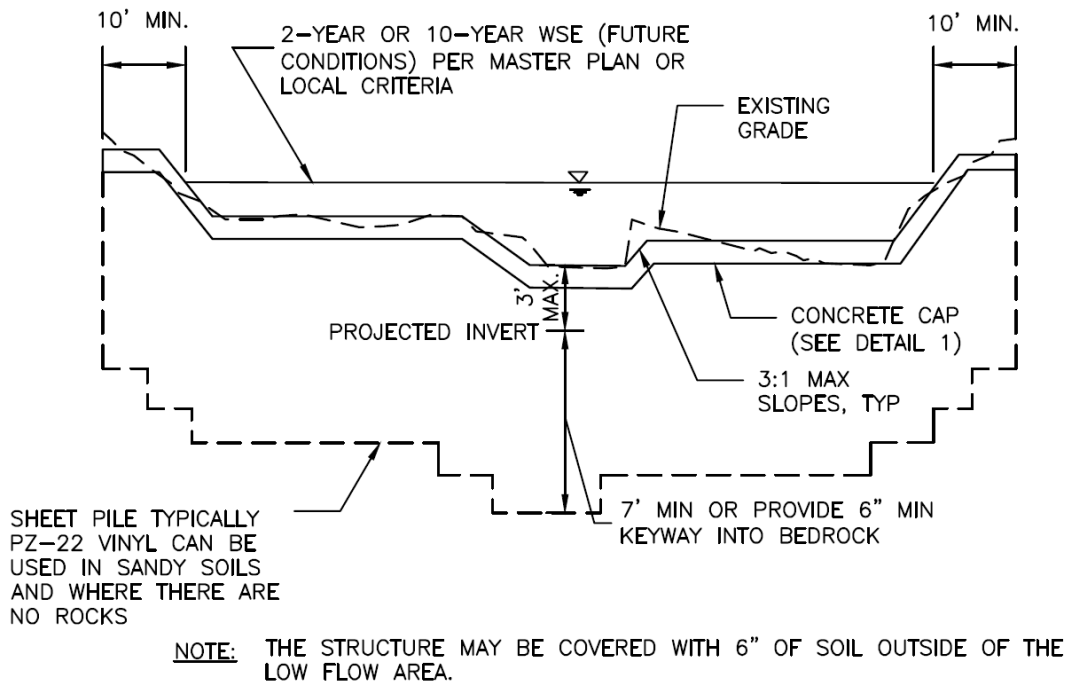 10' MIN.
2-YEAR OR 10-YEAR WSE (FUTURE
CONDITIONS) PER MASTER PLAN OR
LOCAL CRITERIA
10' MIN.
EXISTING
GRADE
3'
MAX.
PROJECTED INVERT
CONCRETE CAP
(SEE DETAIL 1)
3:1 MAX
SLOPES, TYP
SHEET PILE TYPICALLY
PZ-22 VINYL CAN BE
USED IN SANDY SOILS
AND WHERE THERE ARE
NO ROCKS
7' MIN OR PROVIDE 6" MIN
KEYWAY INTO BEDROCK
NOTE: THE STRUCTURE MAY BE COVERED WITH 6" OF SOIL OUTSIDE OF THE
LOW FLOW AREA.